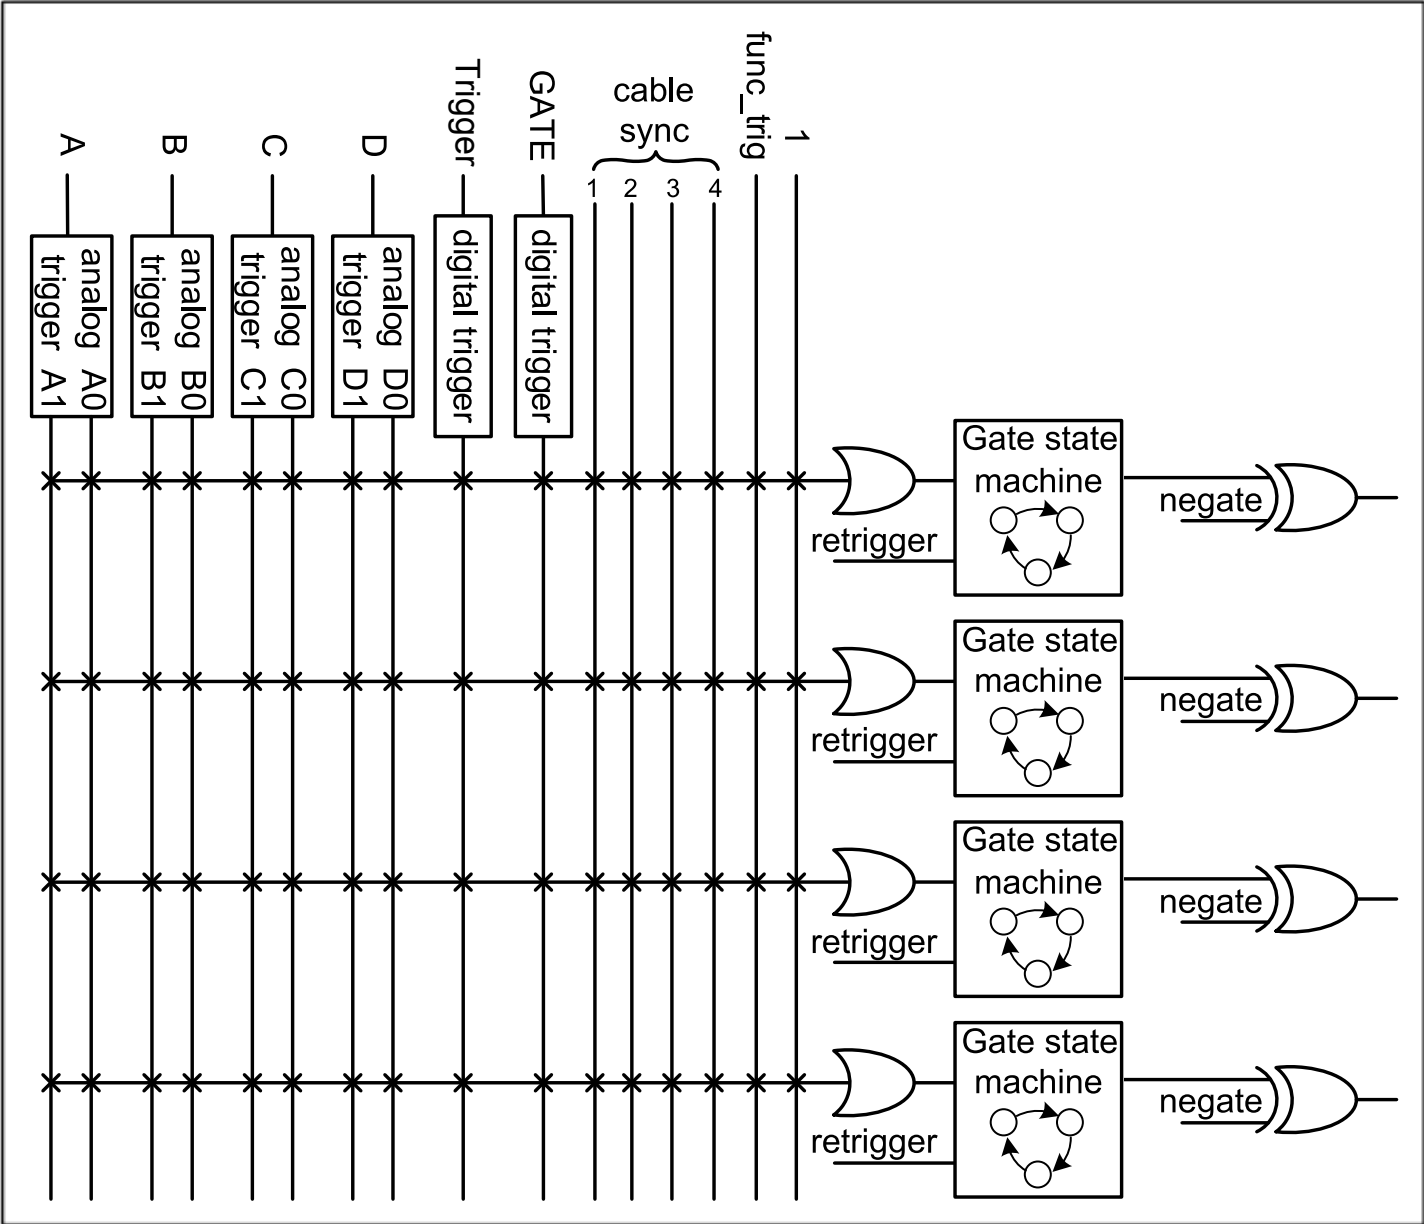 A
B
C
D
Trigger
GATE
cable
sync
func_trig
1
1
2
3
4
analog A0
trigger A1
analog B0
trigger B1
analog C0
trigger C1
analog D0
trigger D1
digital trigger
digital trigger
Gate state
machine
negate
retrigger
Gate state
machine
negate
retrigger
Gate state
machine
negate
retrigger
Gate state
machine
negate
retrigger